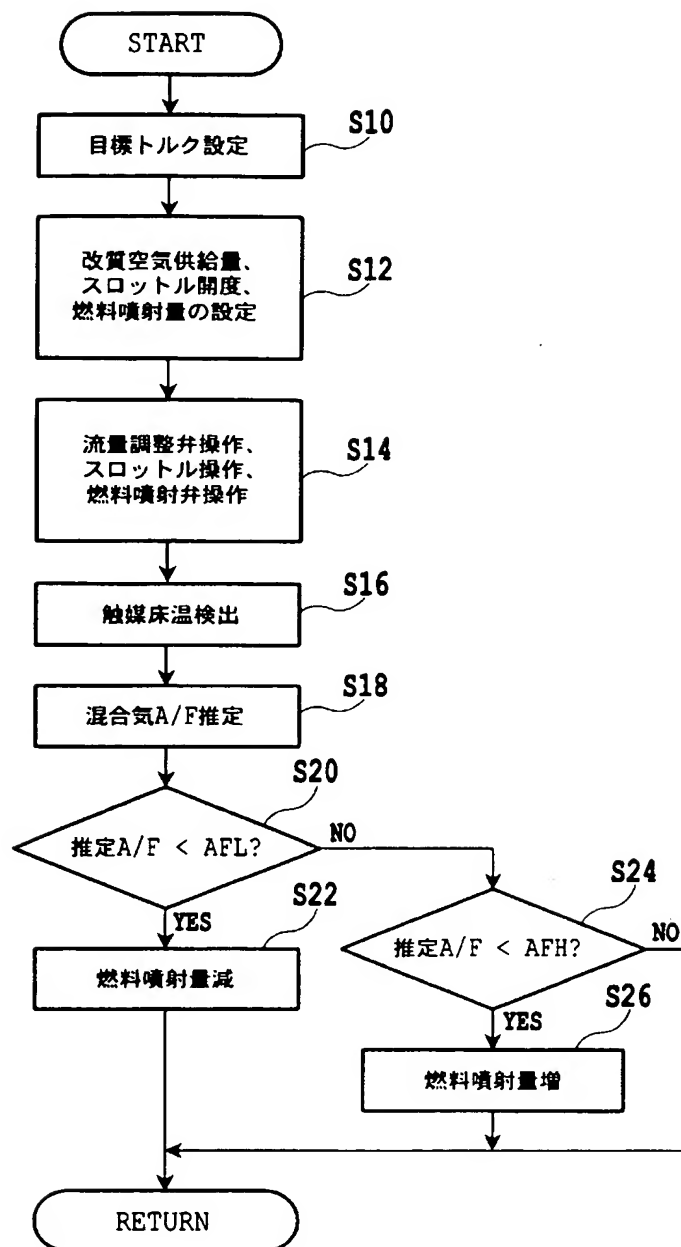 START
S10
目標トルク設定
改質空気供給量、
スロットル開度、
燃料噴射量の設定
S12
流量調整弁操作、
スロットル操作、
燃料噴射弁操作
S14
S16
触媒床温検出
S18
混合気A/F推定
S20
推定A/F < AFL?
NO
S22
YES
燃料噴射量減
S24
推定A/F < AFH?
NO
YES
S26
燃料噴射量増
RETURN